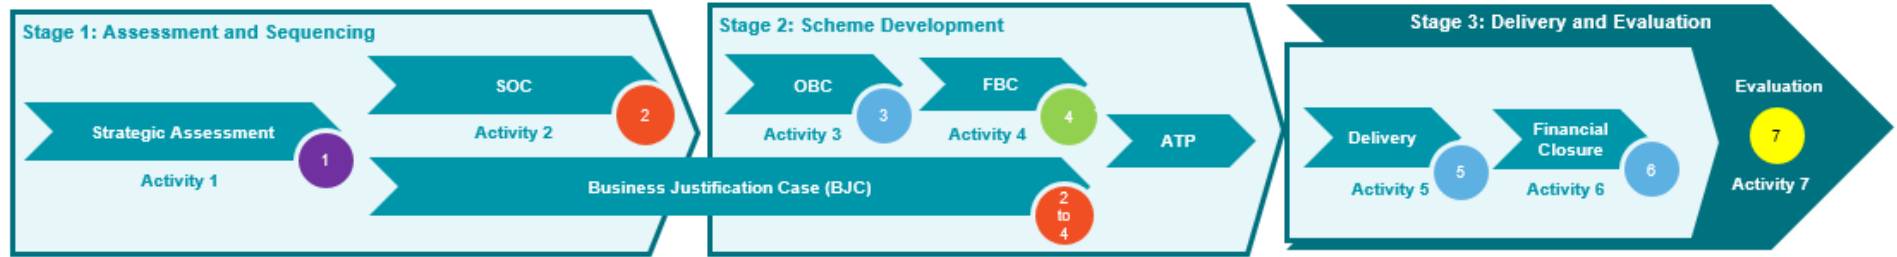 Stage 1: Assessment and Sequencing
Strategic Assessment
1
Activity 1
SOC
2
Activity 2
Business Justification Case (BJC)
2
to
4
Stage 2: Scheme Development
OBC
3
Activity 3
FBC
4
Activity 4
ATP
Stage 3: Delivery and Evaluation
Delivery
5
Activity 5
Financial
Closure
6
Activity 6
Evaluation
7
Activity 7